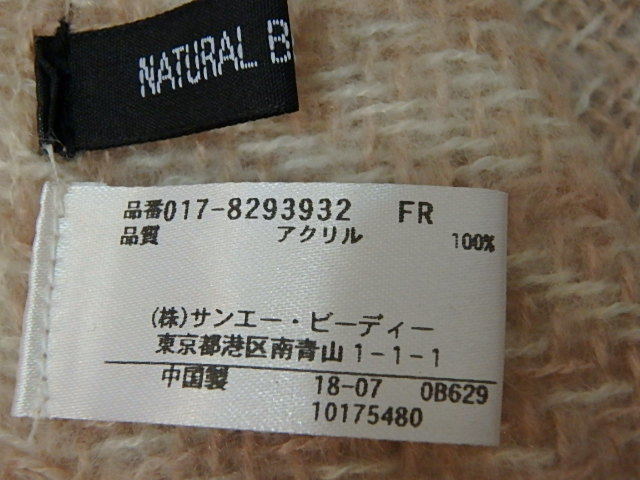 NATURAL
品番017-8293932 FR
品質 アクリル 100%
(株)サンエー・ビーディー
東京都港区南青山1-1-1
中国製 18-07 0B629
10175480